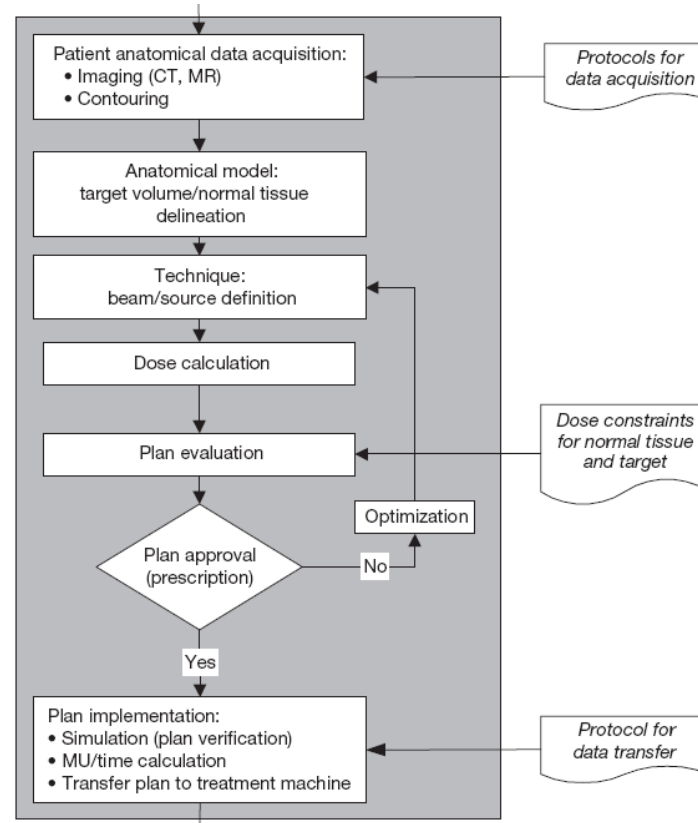 Patient anatomical data acquisition:
• Imaging (CT, MR)
• Contouring
Protocols for
data acquisition
Anatomical model:
target volume/normal tissue
delineation
Technique:
beam/source definition
Dose calculation
Plan evaluation
Dose constraints
for normal tissue
and target
Optimization
Plan approval
(prescription)
No
Yes
Plan implementation:
• Simulation (plan verification)
• MU/time calculation
• Transfer plan to treatment machine
Protocol for
data transfer